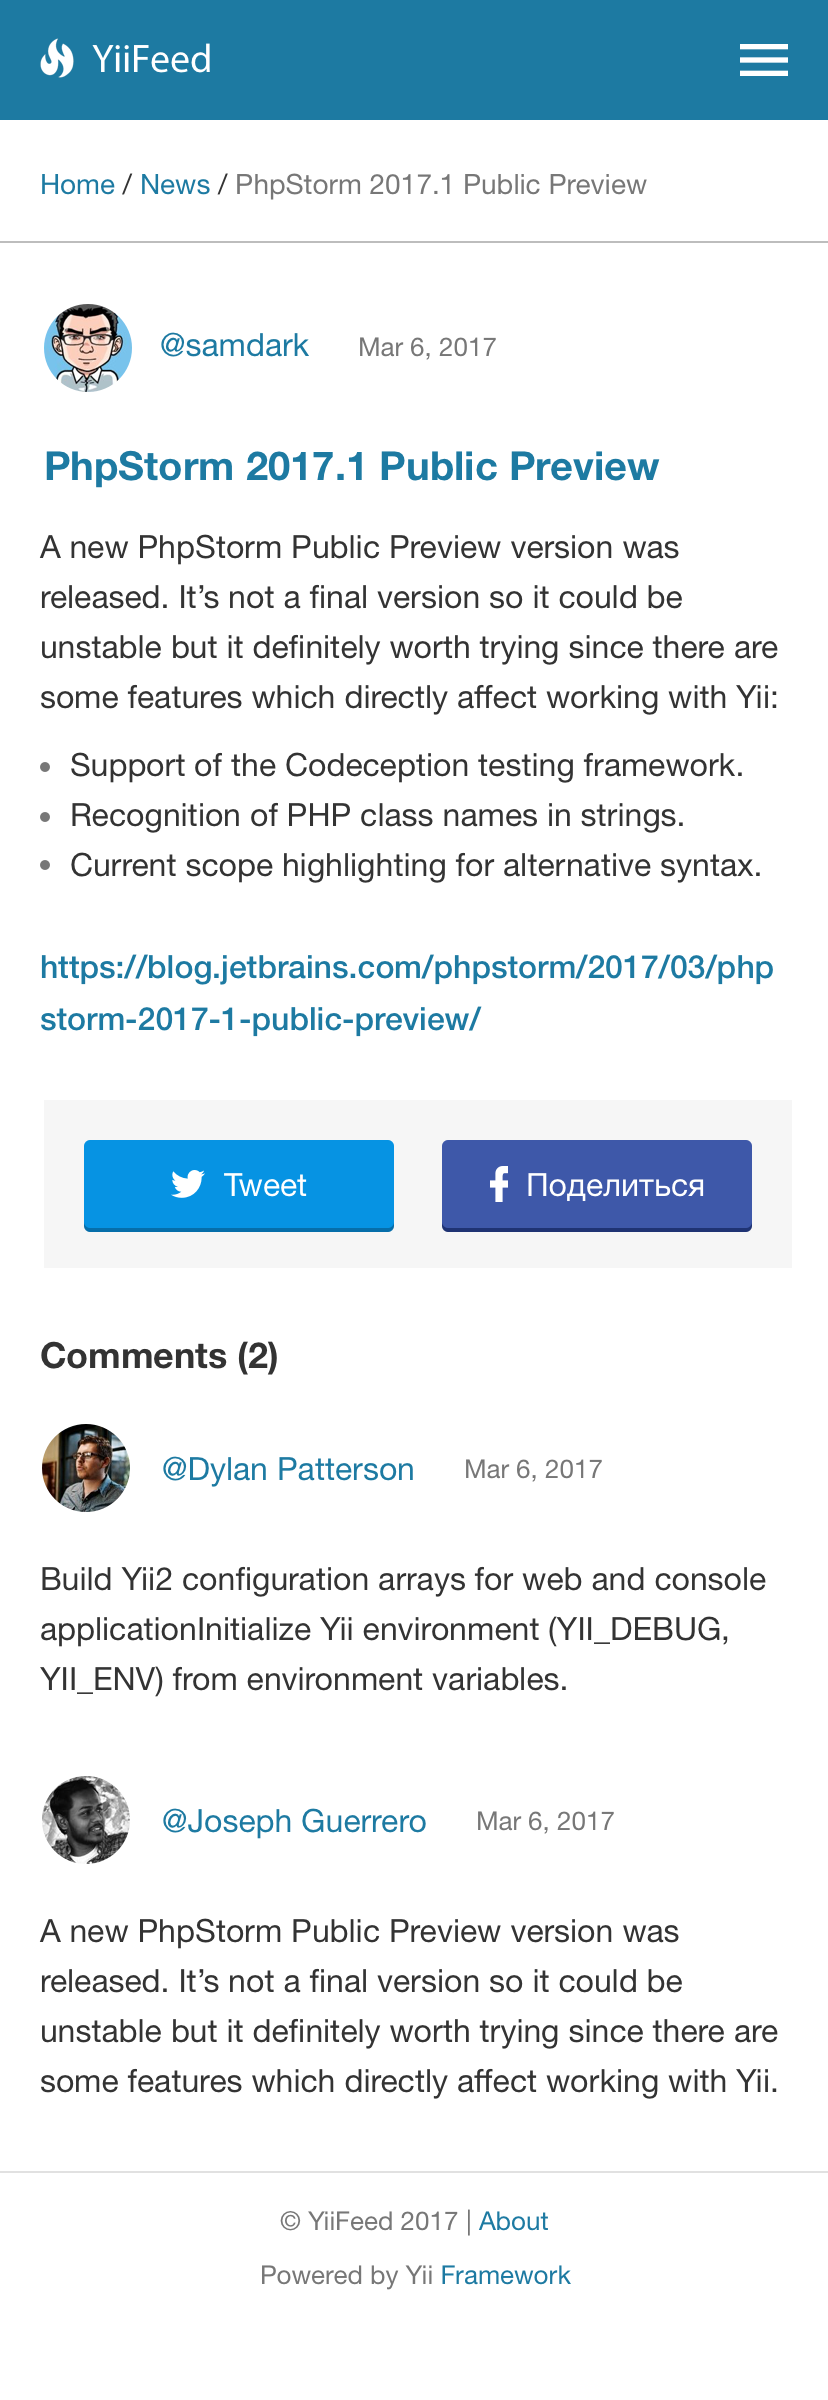 YiiFeed
Home / News / PhpStorm 2017.1 Public Preview
@samdark Mar 6, 2017
PhpStorm 2017.1 Public Preview
A new PhpStorm Public Preview version was
released. It’s not a final version so it could be
unstable but it definitely worth trying since there are
some features which directly affect working with Yii:
Support of the Codeception testing framework.
Recognition of PHP class names in strings.
Current scope highlighting for alternative syntax.
https://blog.jetbrains.com/phpstorm/2017/03/php
storm-2017-1-public-preview/
Tweet Поделиться
Comments (2)
@Dylan Patterson Mar 6, 2017
Build Yii2 configuration arrays for web and console
applicationInitialize Yii environment (YII_DEBUG,
YII_ENV) from environment variables.
@Joseph Guerrero Mar 6, 2017
A new PhpStorm Public Preview version was
released. It’s not a final version so it could be
unstable but it definitely worth trying since there are
some features which directly affect working with Yii.
© YiiFeed 2017 | About
Powered by Yii Framework